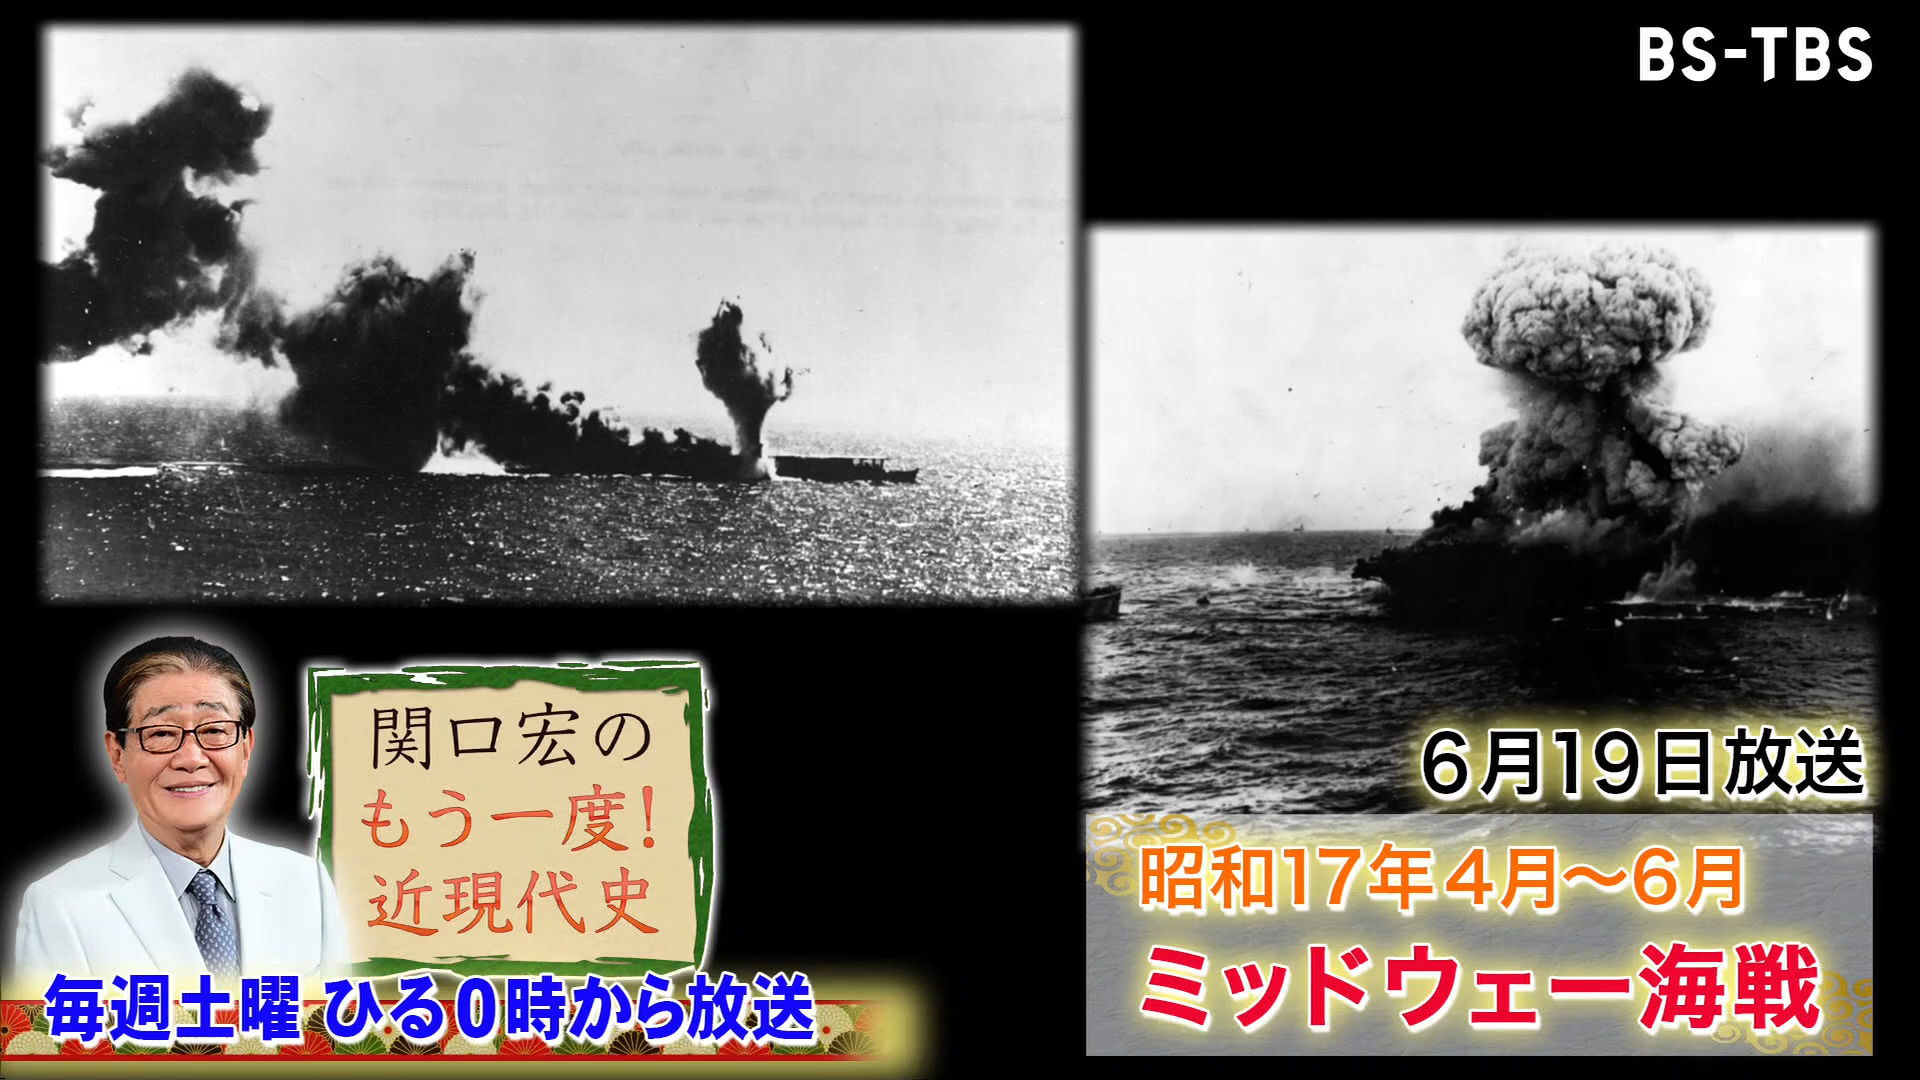 BS-TBS
関口宏の
もう一度!
近現代史
毎週土曜 ひる0時から放送
6月19日放送
昭和17年4月〜6月
ミッドウェー海戦